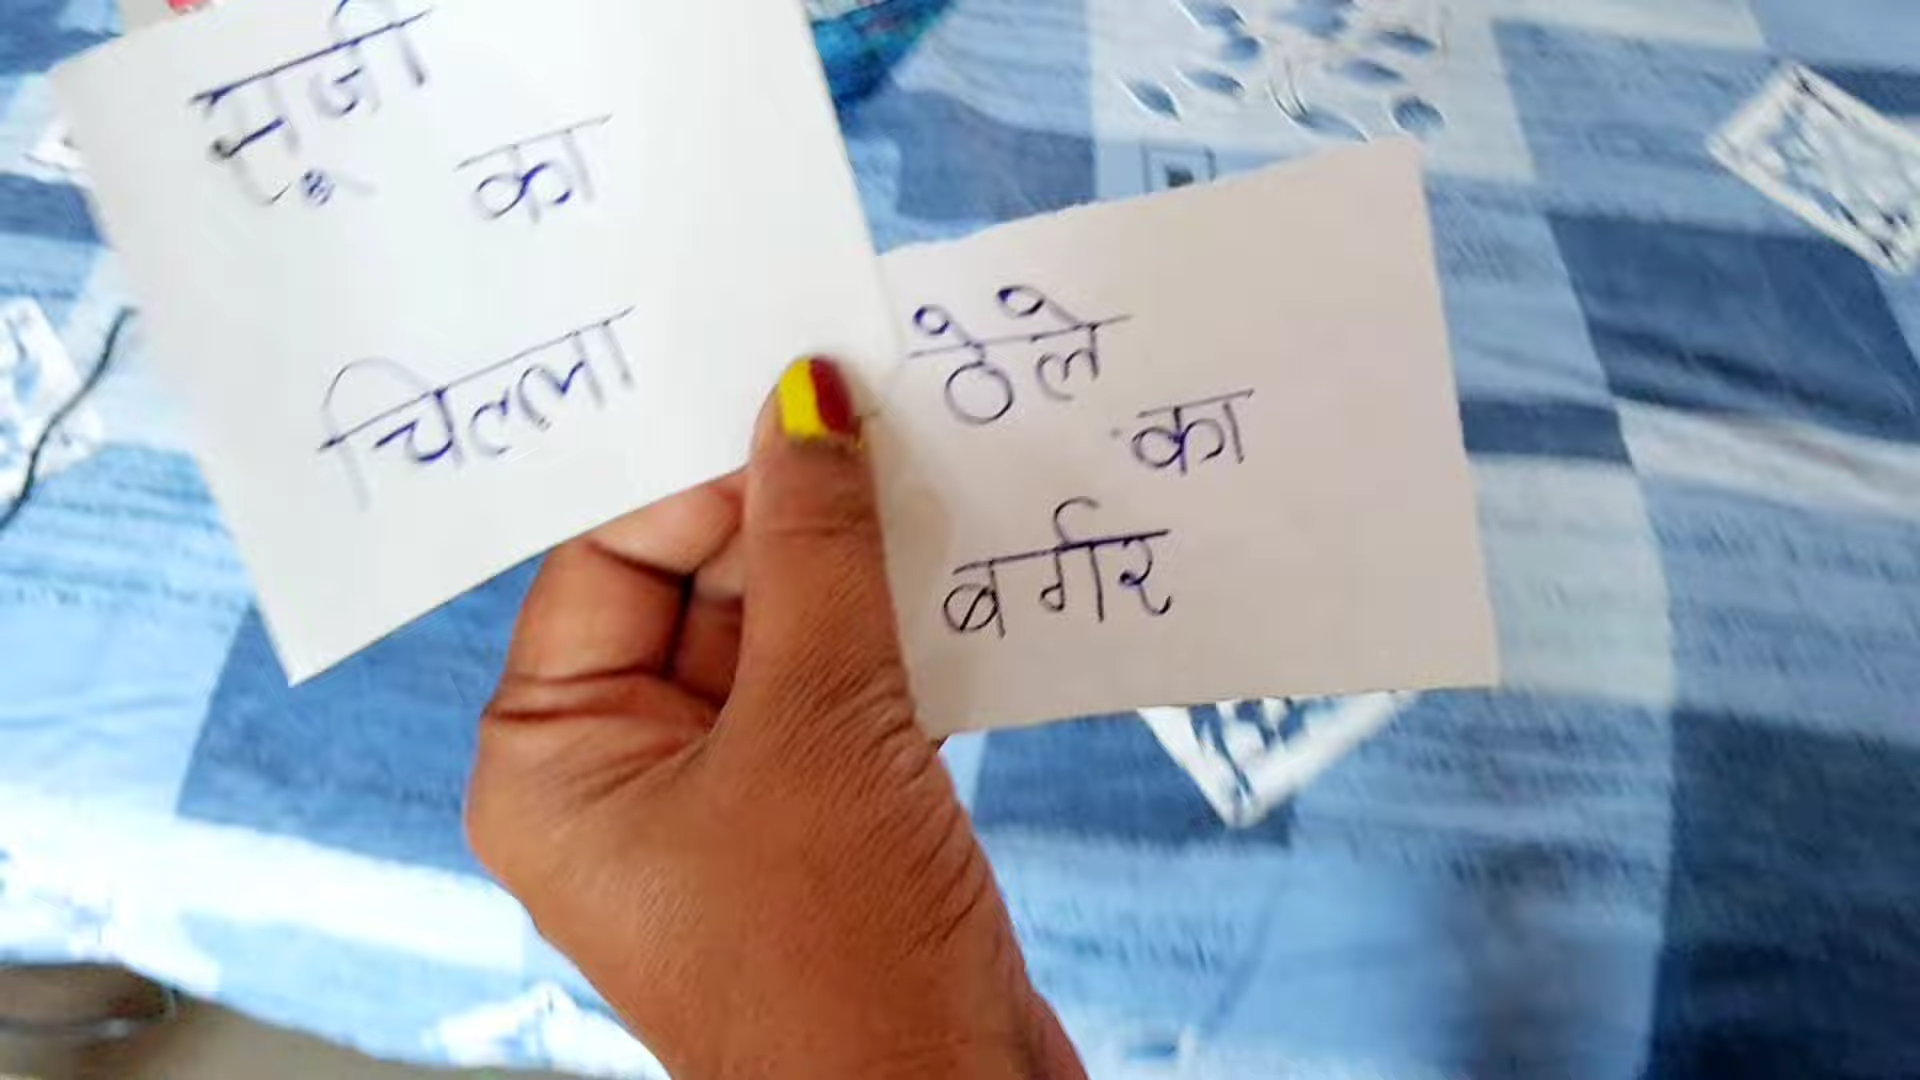 सूजी
का
चिल्ला
ठेले
का
बर्गर